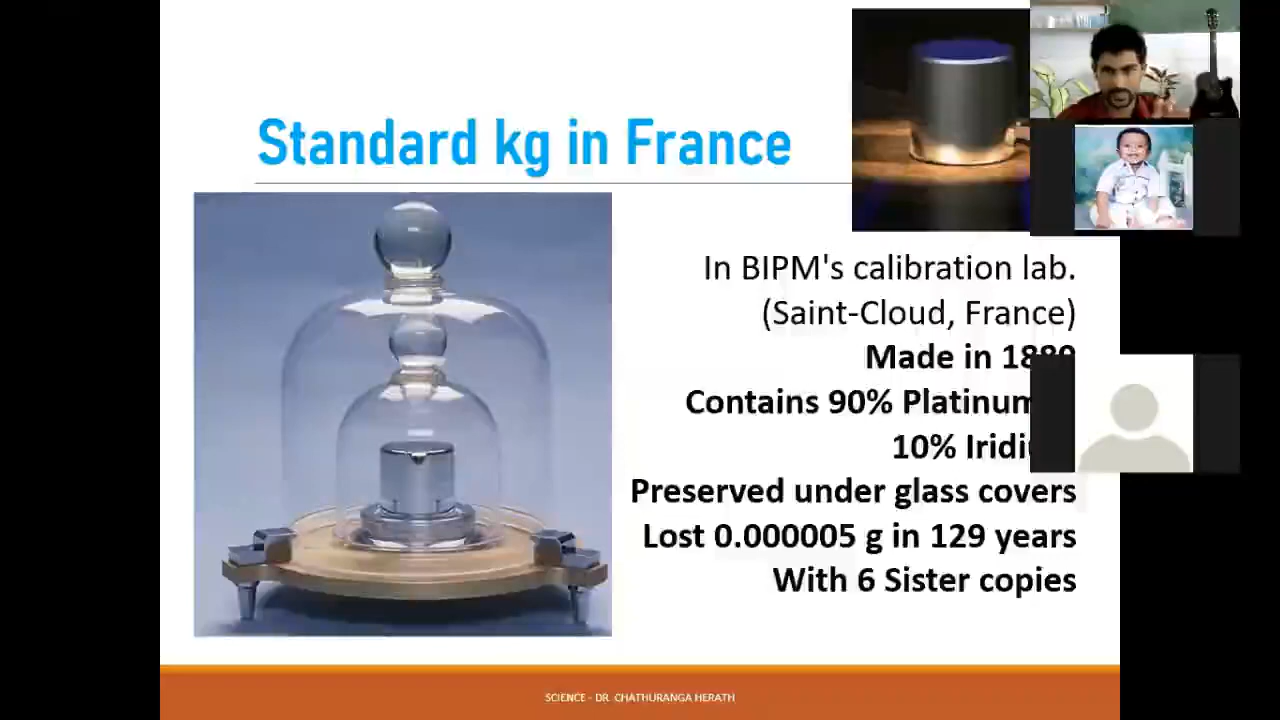 Standard kg in France
In BIPM's calibration lab.
(Saint-Cloud, France)
Made in
Contains 90% Platinum
10%
Preserved under glass covers
Lost 0.000005 g in 129 years
With 6 Sister copies
SCIENCE - DR. CHATHURANGA HERATH